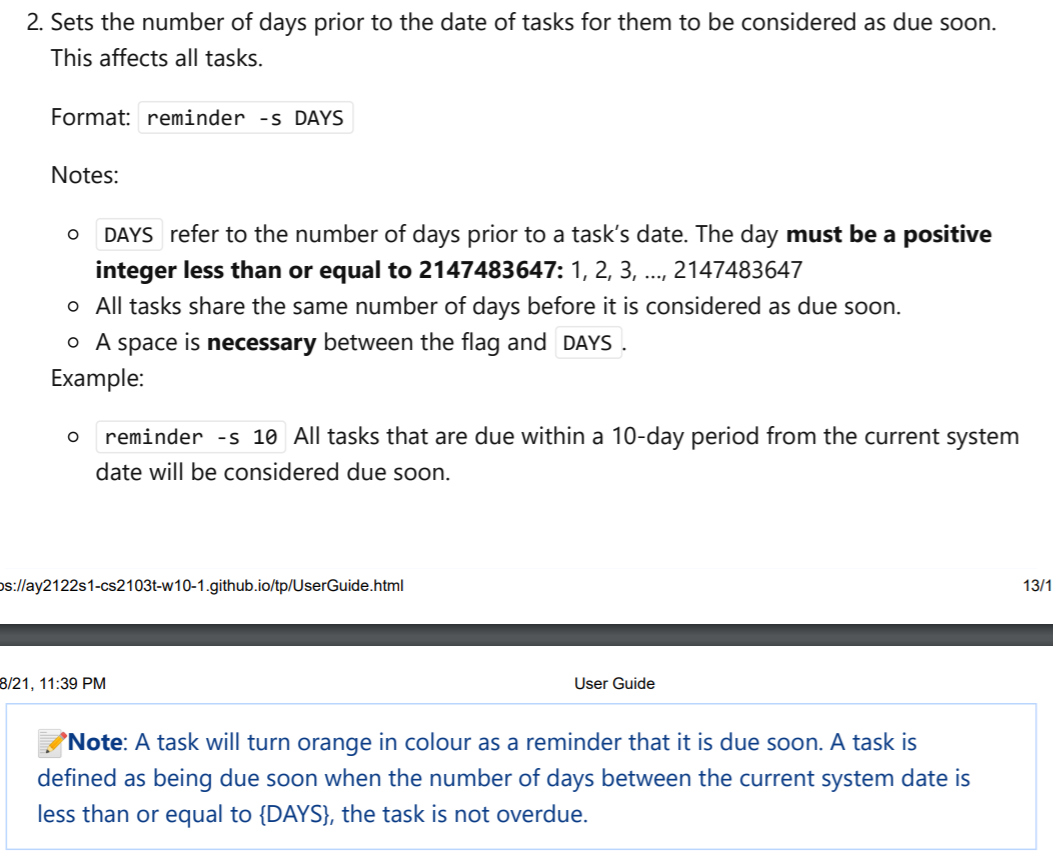 2. Sets the number of days prior to the date of tasks for them to be considered as due soon.
This affects all tasks.
Format: reminder -s DAYS
Notes:
DAYS refer to the number of days prior to a task’s date. The day must be a positive
integer less than or equal to 2147483647: 1, 2, 3, ..., 2147483647
All tasks share the same number of days before it is considered as due soon.
A space is necessary between the flag and DAYS .
Example:
reminder -s 10 All tasks that are due within a 10-day period from the current system
date will be considered due soon.
ps://ay2122s1-cs2103t-w10-1.github.io/tp/UserGuide.html
13/1
8/21, 11:39 PM
User Guide
Note: A task will turn orange in colour as a reminder that it is due soon. A task is
defined as being due soon when the number of days between the current system date is
less than or equal to {DAYS}, the task is not overdue.